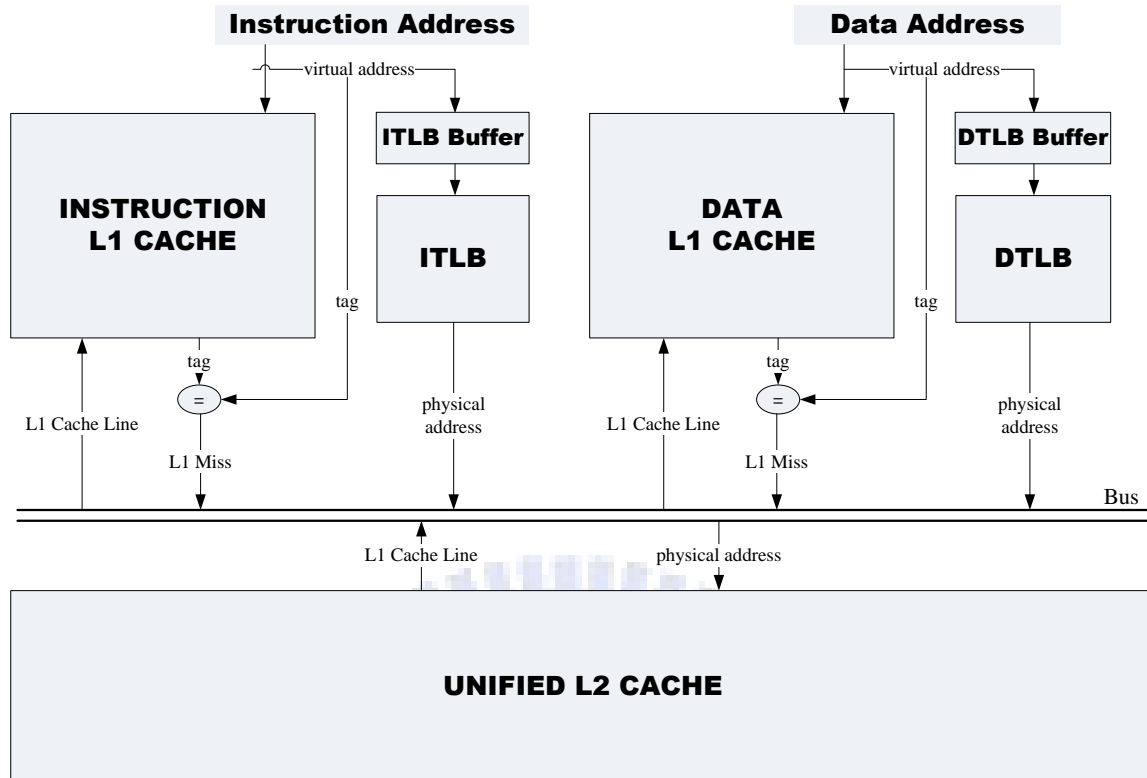 Instruction Address
Data Address
virtual address
virtual address
ITLB Buffer
DTLB Buffer
INSTRUCTION
L1 CACHE
ITLB
DATA
L1 CACHE
DTLB
tag
tag
tag
tag
=
=
L1 Cache Line
physical
address
L1 Cache Line
physical
address
L1 Miss
L1 Miss
Bus
L1 Cache Line
physical address
UNIFIED L2 CACHE